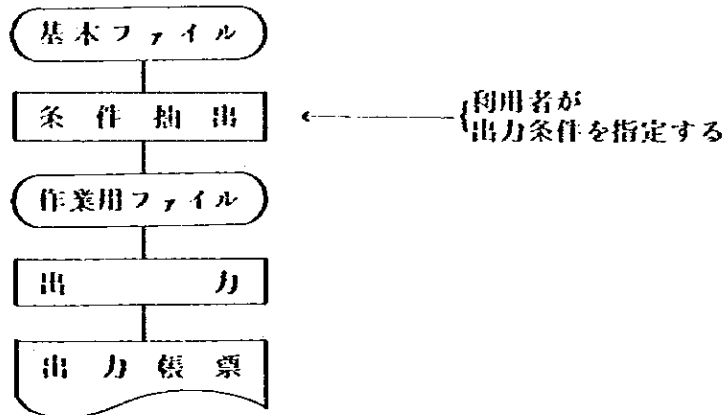 基本ファイル
条件抽出
利用者が
出力条件を指定する
作業用ファイル
出力
出力帳票